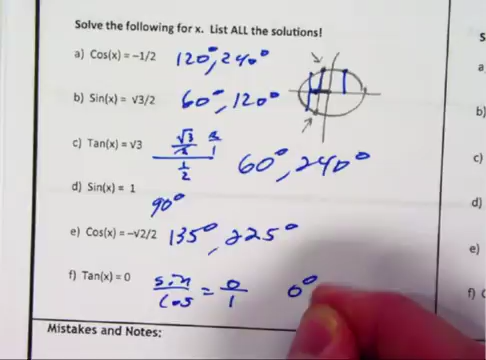 Solve the following for x. List ALL the solutions! S
a) Cos(x) = −1/2 120°, 240° a
b) Sin(x) = √3/2 60°, 120° b)
c) Tan(x) = √3 √3/2 2/1 60°, 240° c)
1/2
d) Sin(x) = 1 d)
90°
e) Cos(x) = −√2/2 135°, 225° e)
f) Tan(x) = 0 sin/cos = 0/1 0° f)
Mistakes and Notes: